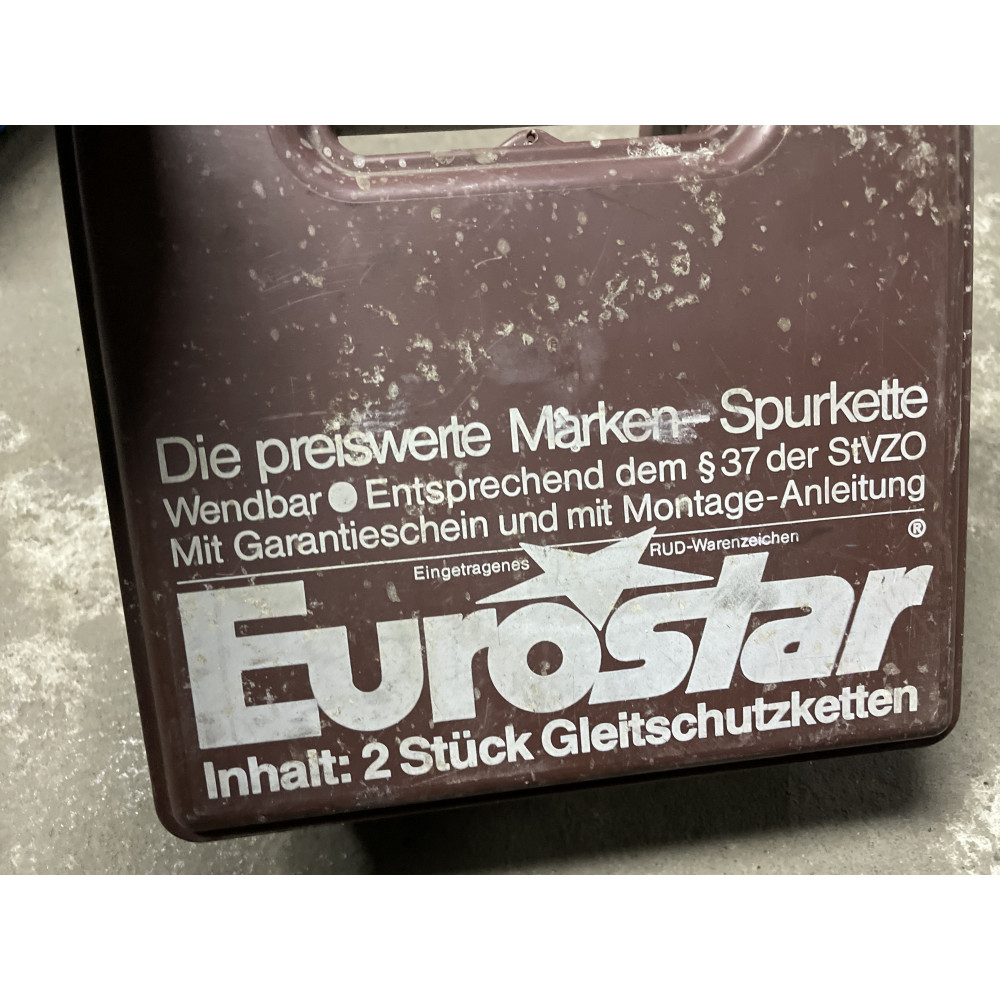 Die preiswerte Marken-Spurkette
Wendbar ● Entsprechend dem § 37 der StVZO
Mit Garantieschein und mit Montage-Anleitung
Eingetragenes RUD-Warenzeichen ®
Eurostar
Inhalt: 2 Stück Gleitschutzketten